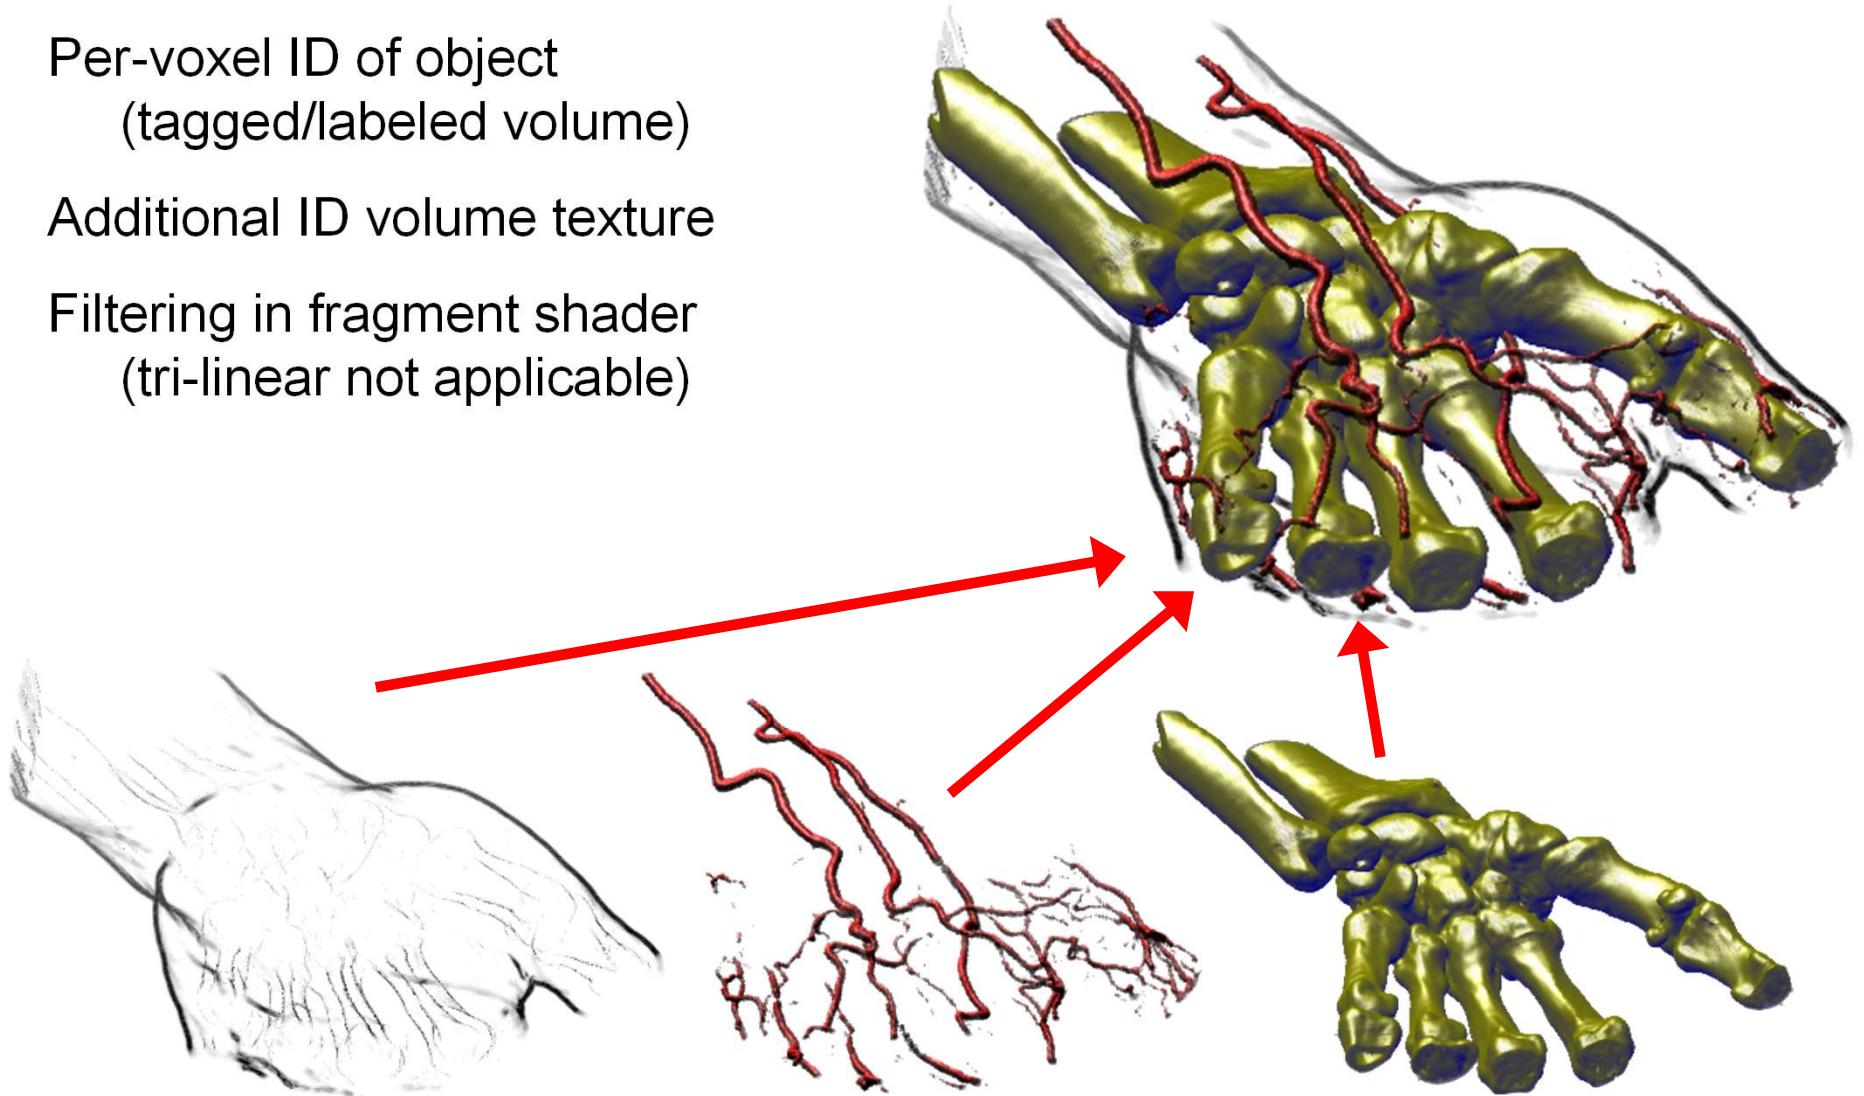 Per-voxel ID of object
(tagged/labeled volume)
Additional ID volume texture
Filtering in fragment shader
(tri-linear not applicable)